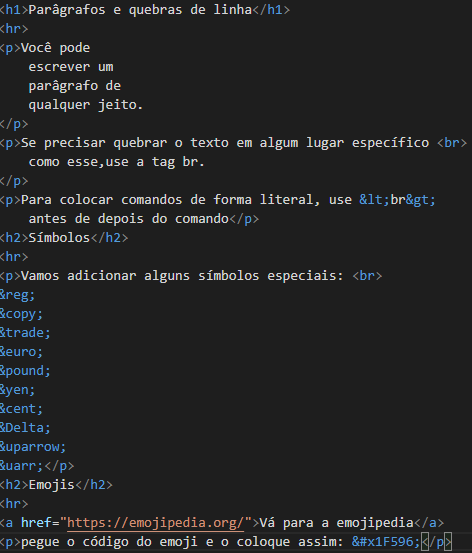 <h1>Parâgrafos e quebras de linha</h1>
<hr>
<p>Você pode
escrever um
parâgrafo de
qualquer jeito.
</p>
<p>Se precisar quebrar o texto em algum lugar específico <br>
como esse,use a tag br.
</p>
<p>Para colocar comandos de forma literal, use &lt;br&gt;
antes de depois do comando</p>
<h2>Símbolos</h2>
<hr>
<p>Vamos adicionar alguns símbolos especiais: <br>
&reg;
&copy;
&trade;
&euro;
&pound;
&yen;
&cent;
&Delta;
&uparrow;
&uarr;</p>
<h2>Emojis</h2>
<hr>
<a href="https://emojipedia.org/">Vá para a emojipedia</a>
<p>pegue o código do emoji e o coloque assim: &#x1F596;</p>